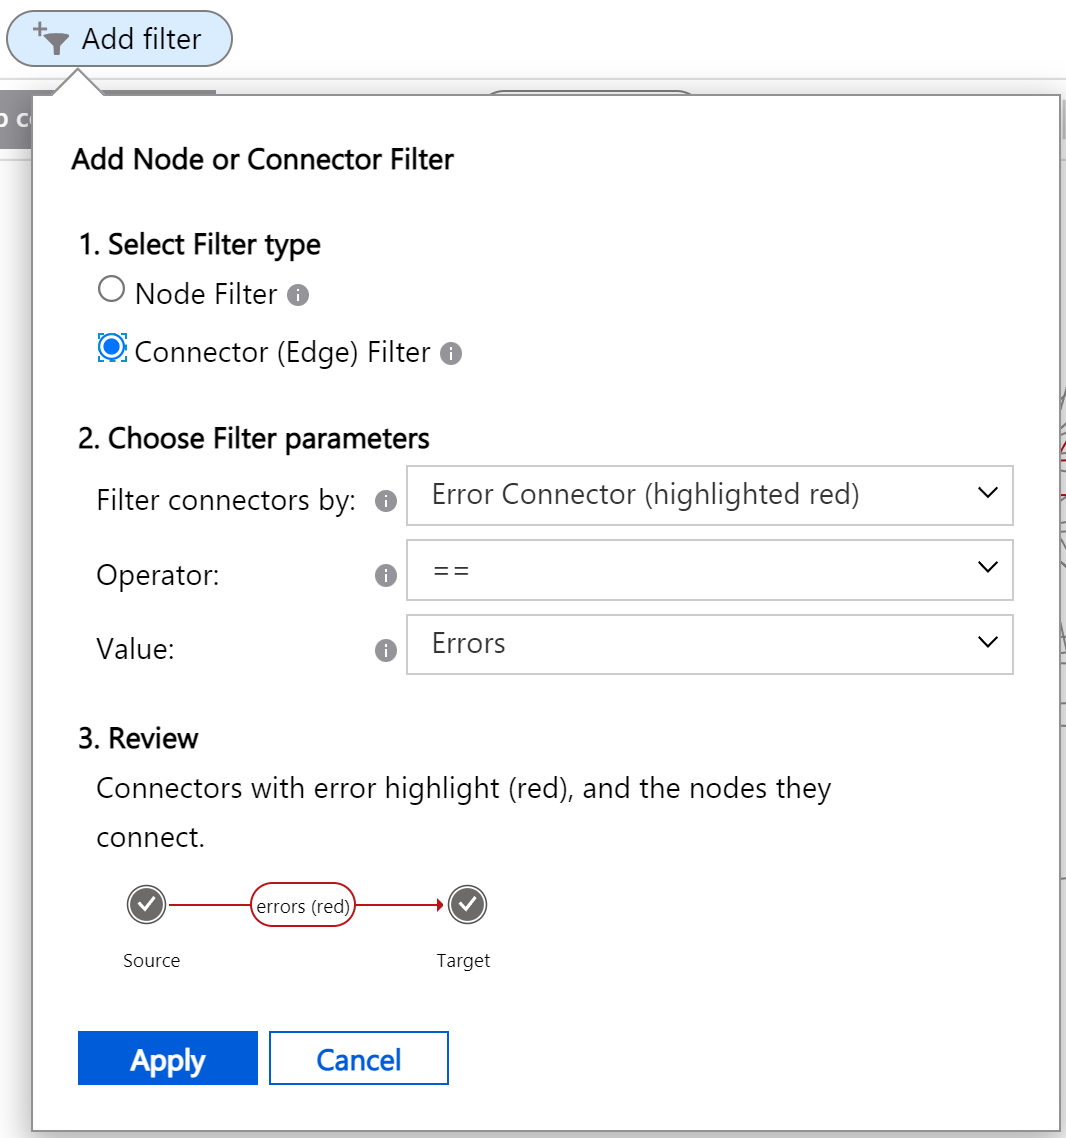 Add filter
Add Node or Connector Filter
1. Select Filter type
Node Filter
Connector (Edge) Filter
2. Choose Filter parameters
Filter connectors by: Error Connector (highlighted red)
Operator: ==
Value: Errors
3. Review
Connectors with error highlight (red), and the nodes they
connect.
errors (red)
Source Target
Apply Cancel